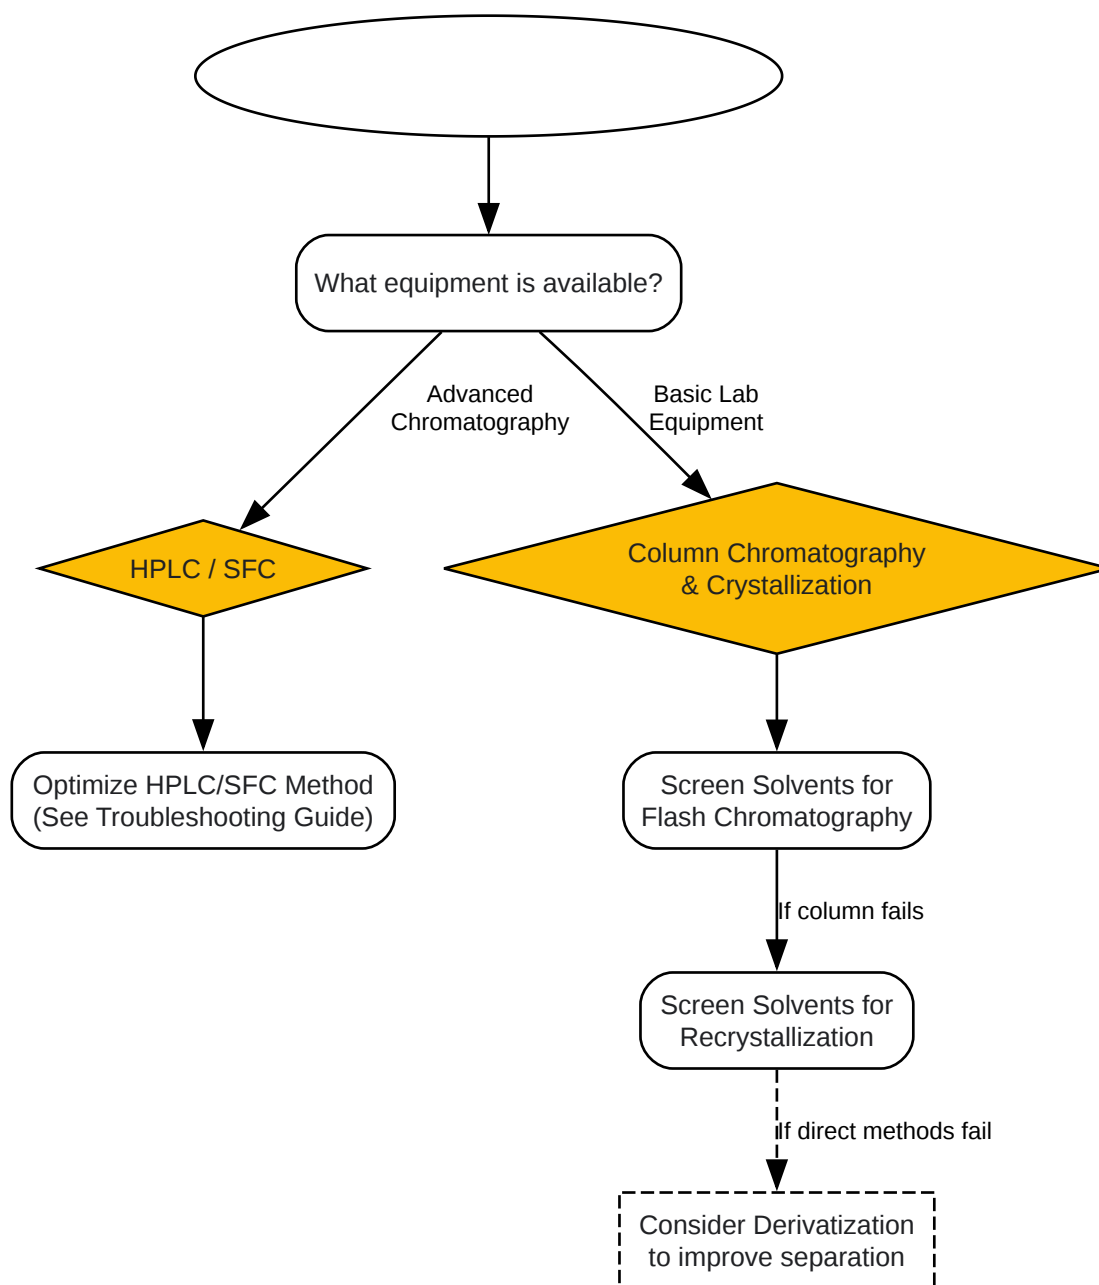 What equipment is available?
Advanced
Chromatography
Basic Lab
Equipment
HPLC / SFC
Column Chromatography
& Crystallization
Optimize HPLC/SFC Method
(See Troubleshooting Guide)
Screen Solvents for
Flash Chromatography
If column fails
Screen Solvents for
Recrystallization
If direct methods fail
Consider Derivatization
to improve separation